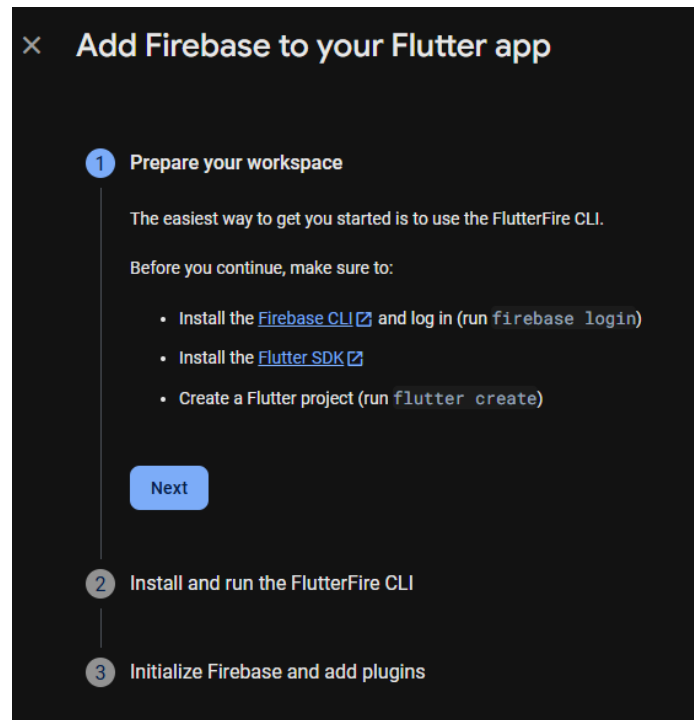 Add Firebase to your Flutter app
1 Prepare your workspace
The easiest way to get you started is to use the FlutterFire CLI.
Before you continue, make sure to:
• Install the Firebase CLI and log in (run firebase login)
• Install the Flutter SDK
• Create a Flutter project (run flutter create)
Next
2 Install and run the FlutterFire CLI
3 Initialize Firebase and add plugins